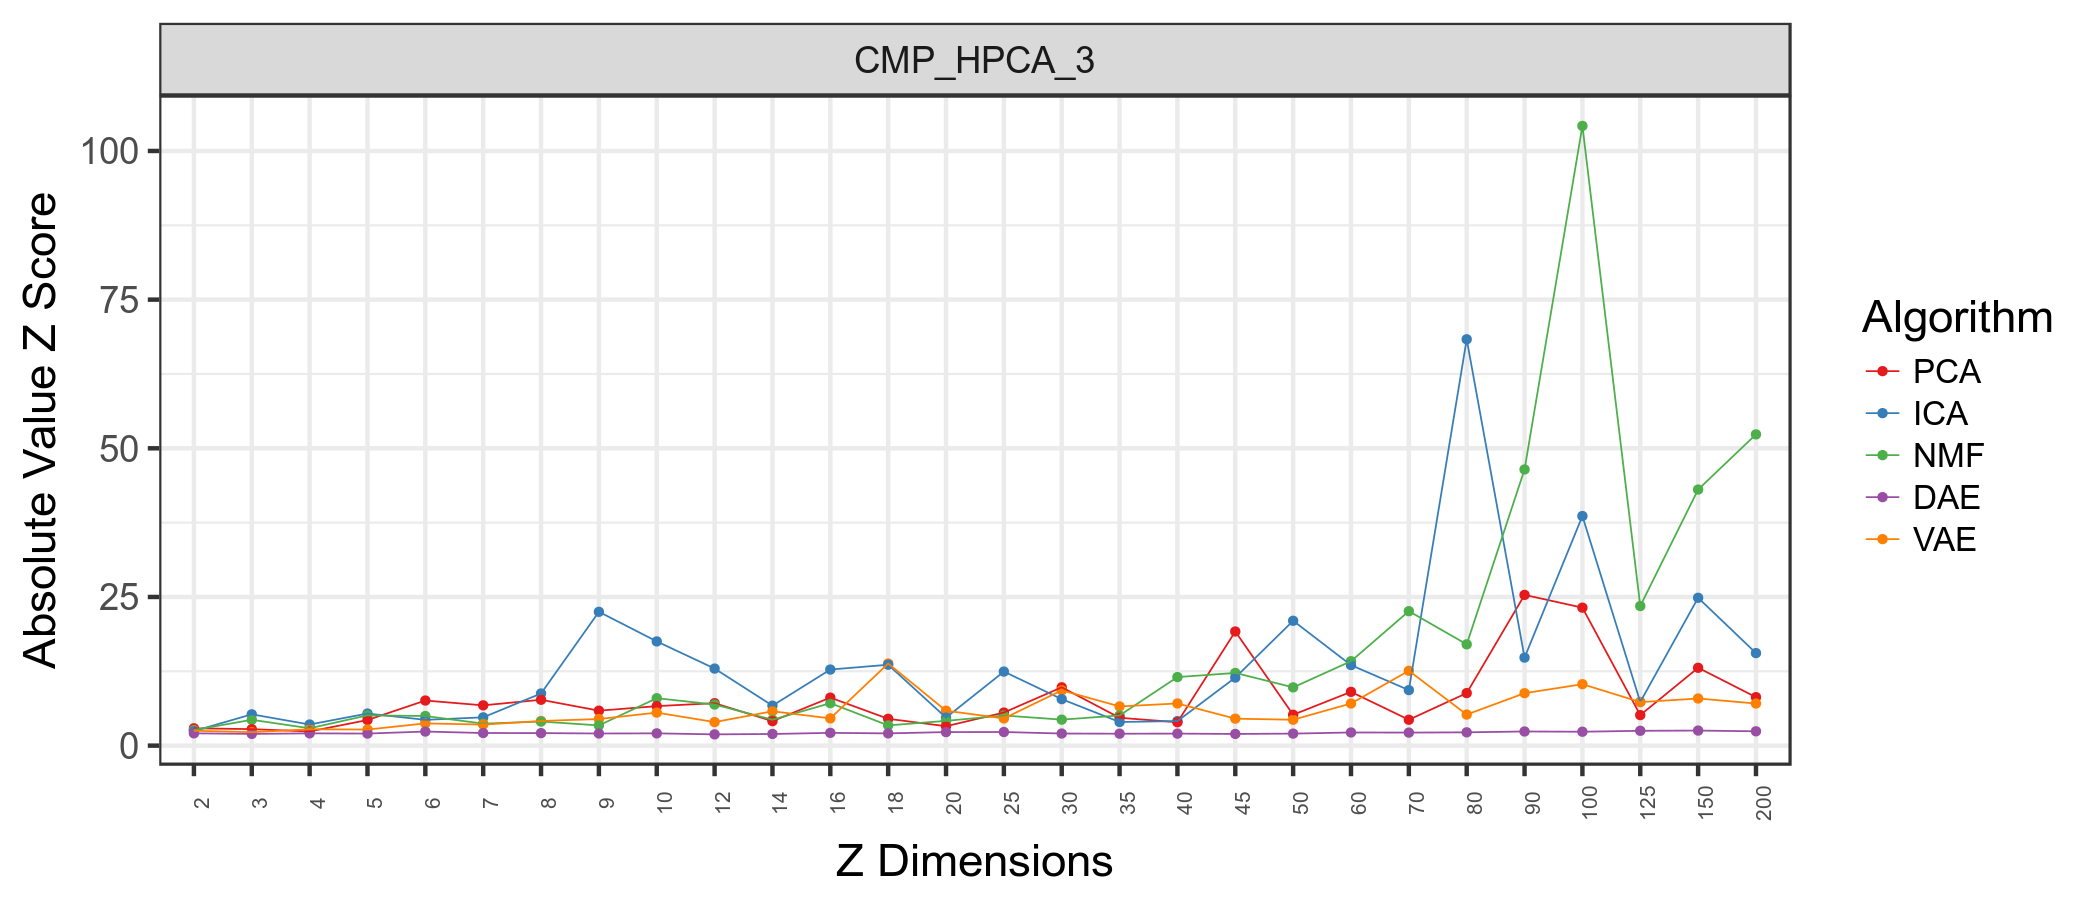 CMP_HPCA_3
Absolute Value Z Score
100
75
50
25
0
2 3 4 5 6 7 8 9 10 12 14 16 18 20 25 30 35 40 45 50 60 70 80 90 100 125 150 200
Z Dimensions
Algorithm
PCA
ICA
NMF
DAE
VAE